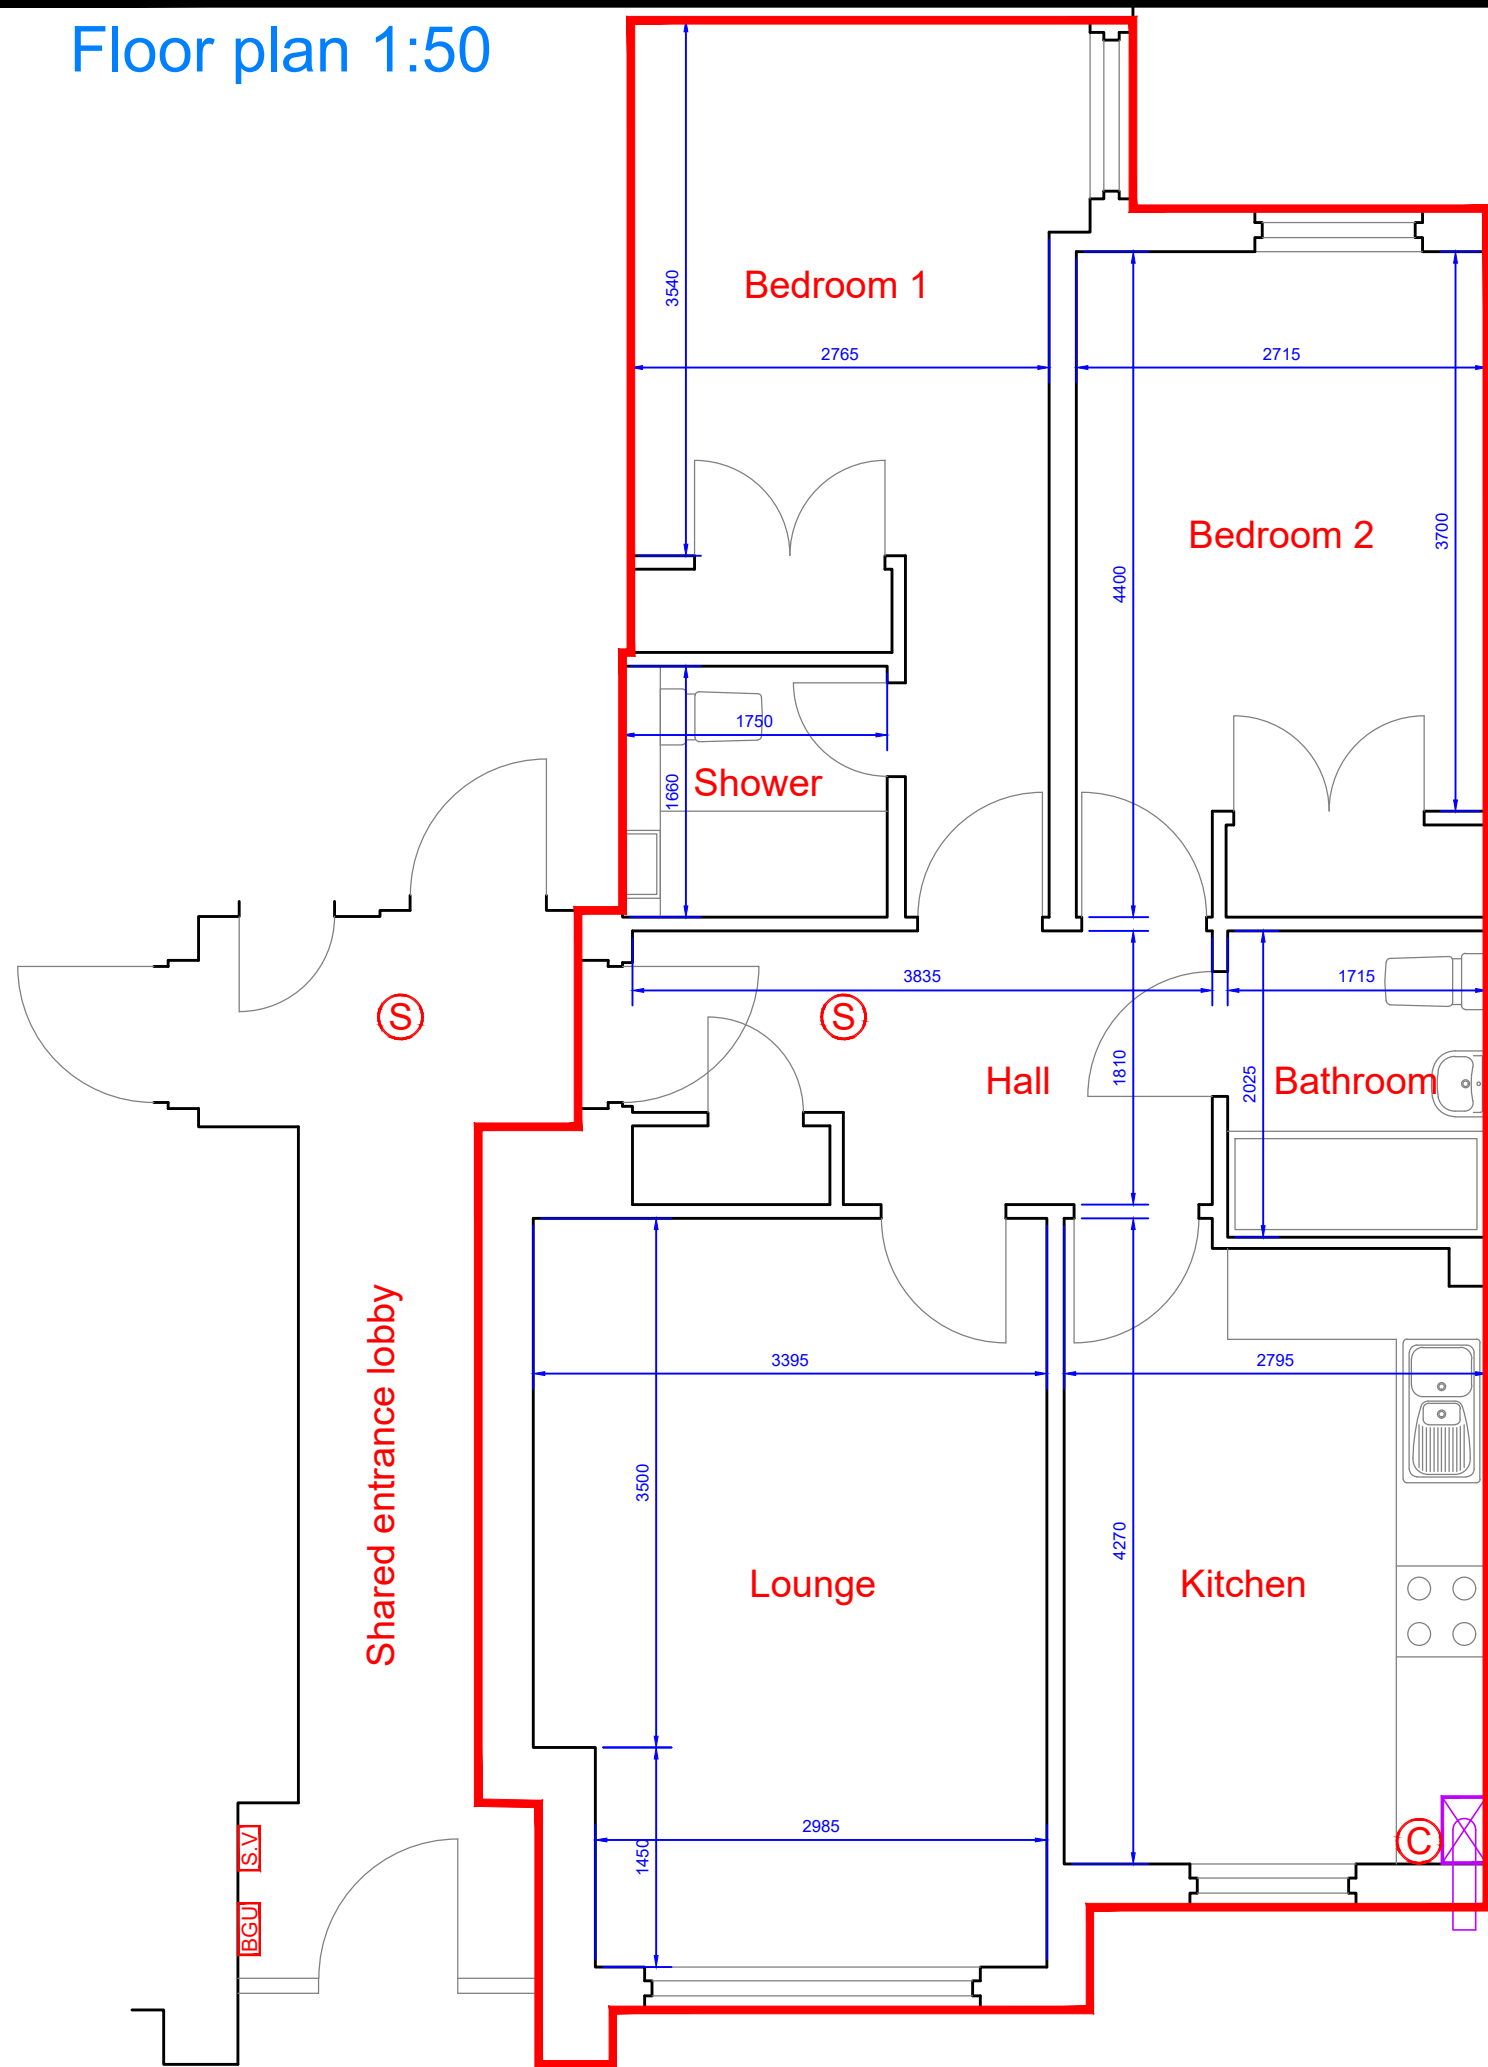 Floor plan 1:50
3540
Bedroom 1
2765
2715
Bedroom 2
3700
4400
1750
1660
Shower
3835
1715
S
S
Hall
1810
2025
Bathroom
Shared entrance lobby
3395
2795
3500
4270
Lounge
Kitchen
2985
1450
S.V
C
BGU